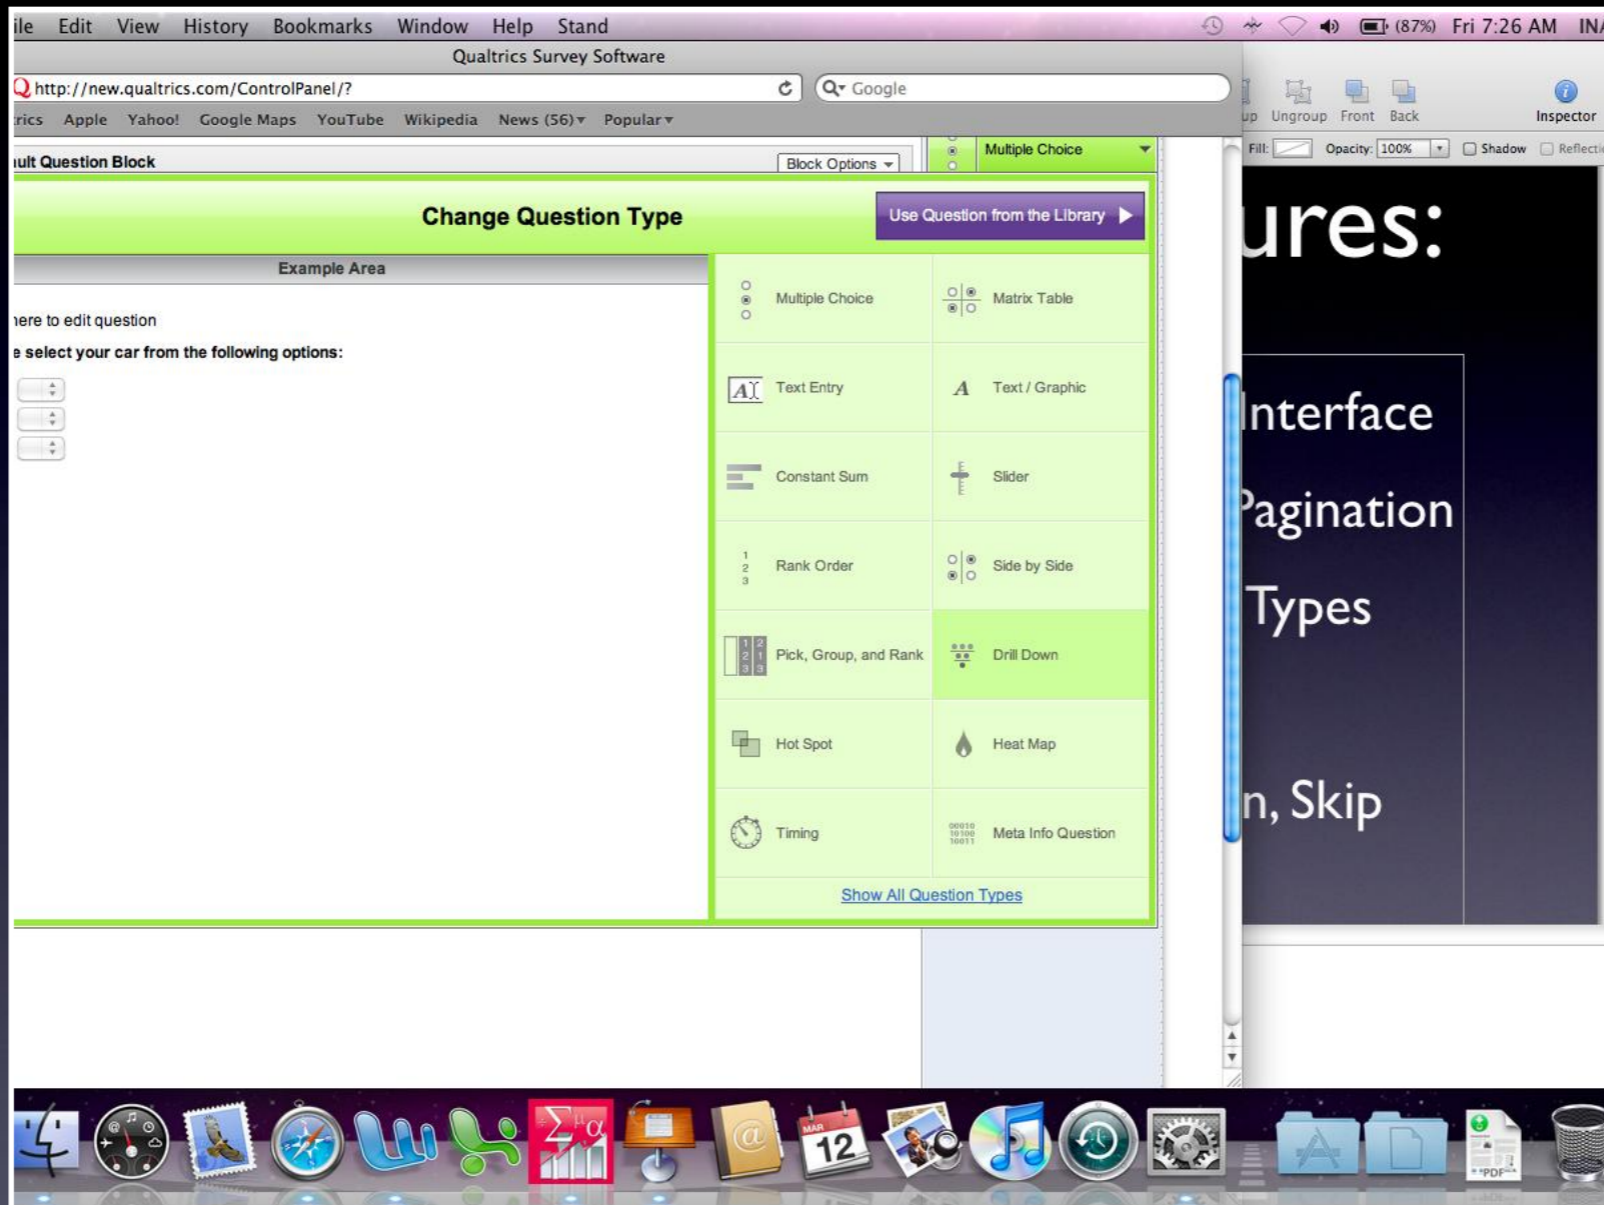 ile Edit View History Bookmarks Window Help Stand (87%) Fri 7:26 AM INA
Qualtrics Survey Software
http://new.qualtrics.com/ControlPanel/?
Google
up Ungroup Front Back Inspector
rics Apple Yahoo! Google Maps YouTube Wikipedia News (56) Popular
Fill: Opacity: 100% Shadow Reflecti
ault Question Block
Block Options
Multiple Choice
Change Question Type
Use Question from the Library
Example Area
here to edit question
e select your car from the following options:
Multiple Choice
Matrix Table
Text Entry
Text / Graphic
Constant Sum
Slider
Rank Order
Side by Side
Pick, Group, and Rank
Drill Down
Hot Spot
Heat Map
Timing
Meta Info Question
Show All Question Types
ures:
Interface
Pagination
Types
n, Skip
MAR
12
PDF